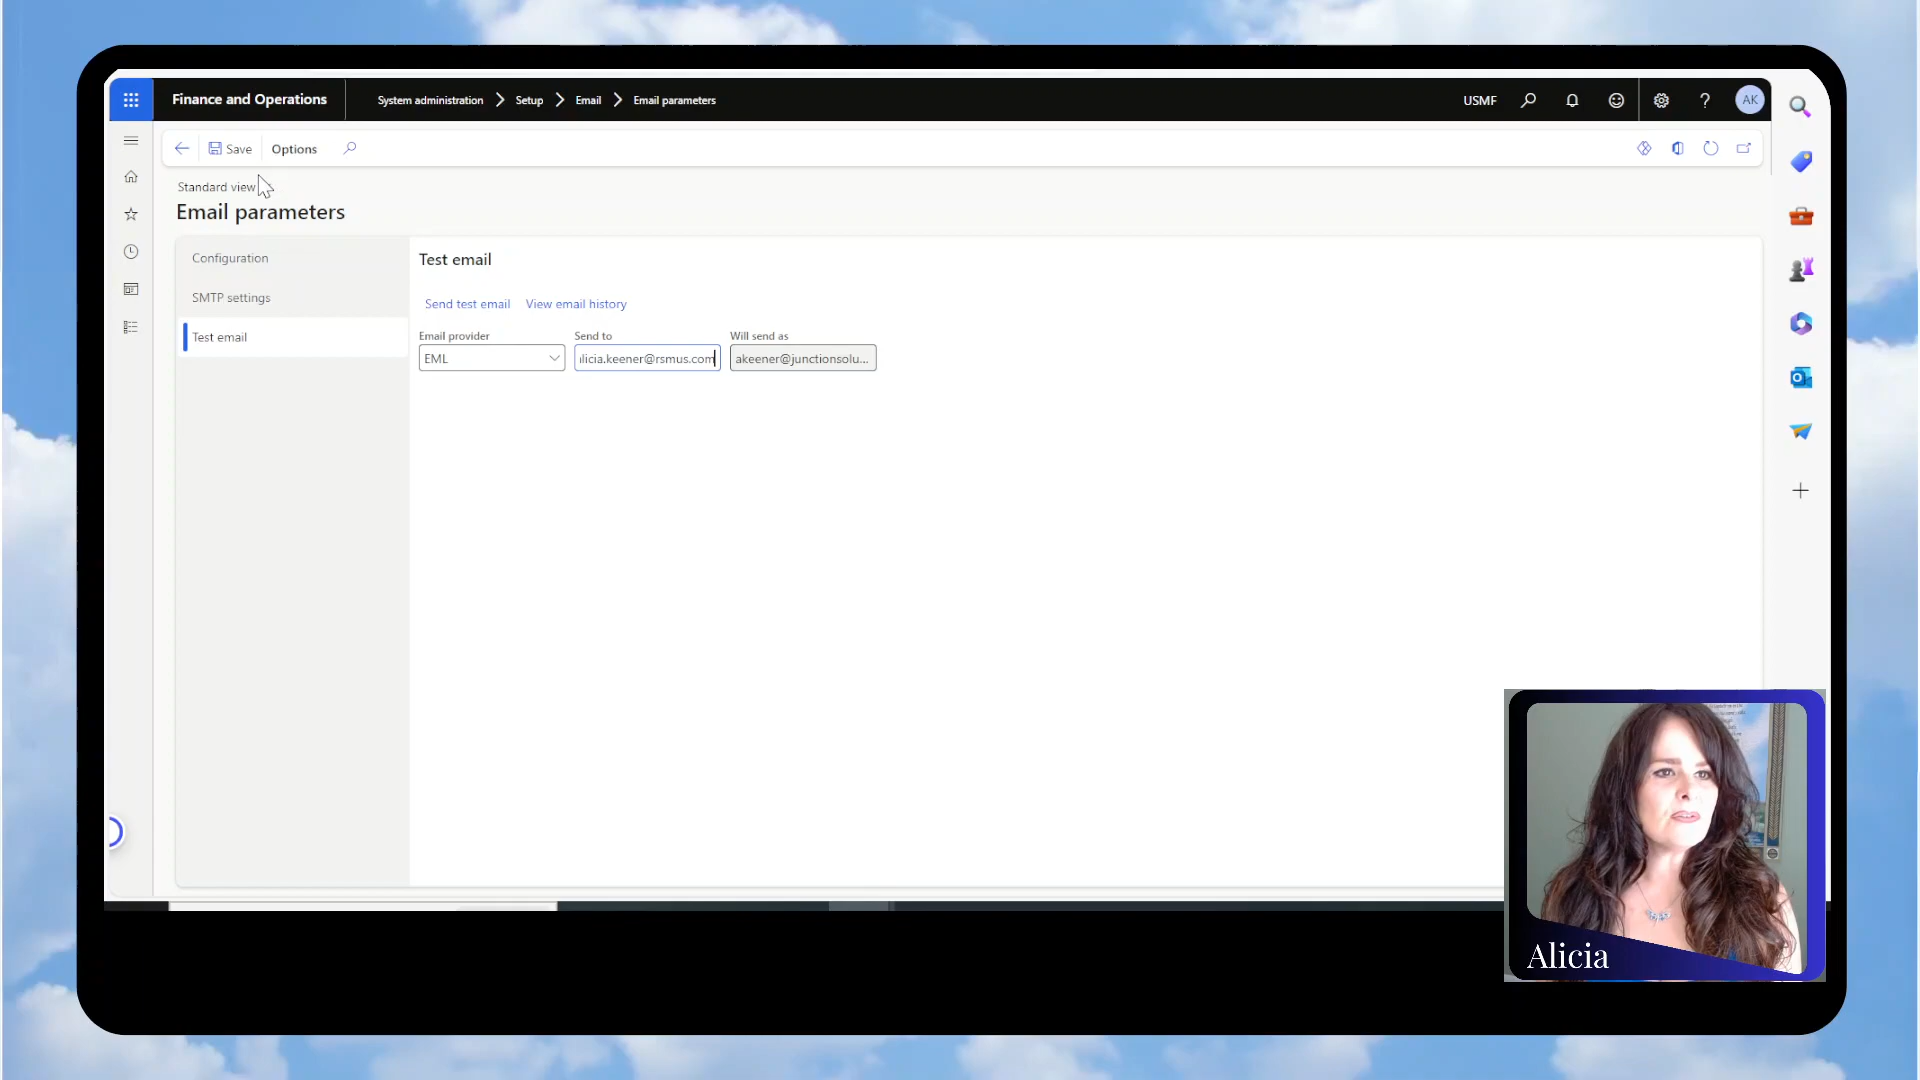 Finance and Operations
System administration
Setup
Email
Email parameters
USMF
?
AK
Save
Options
Standard view
Email parameters
Configuration
SMTP settings
Test email
Test email
Send test email
View email history
Email provider
Send to
Will send as
EML
licia.keener@rsmus.com
akeener@junctionsolu...
Alicia